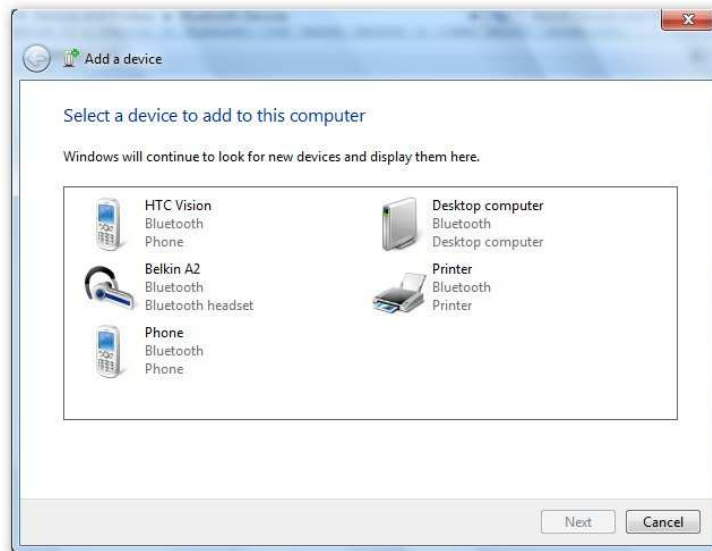 Add a device
Select a device to add to this computer
Windows will continue to look for new devices and display them here.
HTC Vision
Bluetooth
Phone
Desktop computer
Bluetooth
Desktop computer
Belkin A2
Bluetooth
Bluetooth headset
Printer
Bluetooth
Printer
Phone
Bluetooth
Phone
Next
Cancel